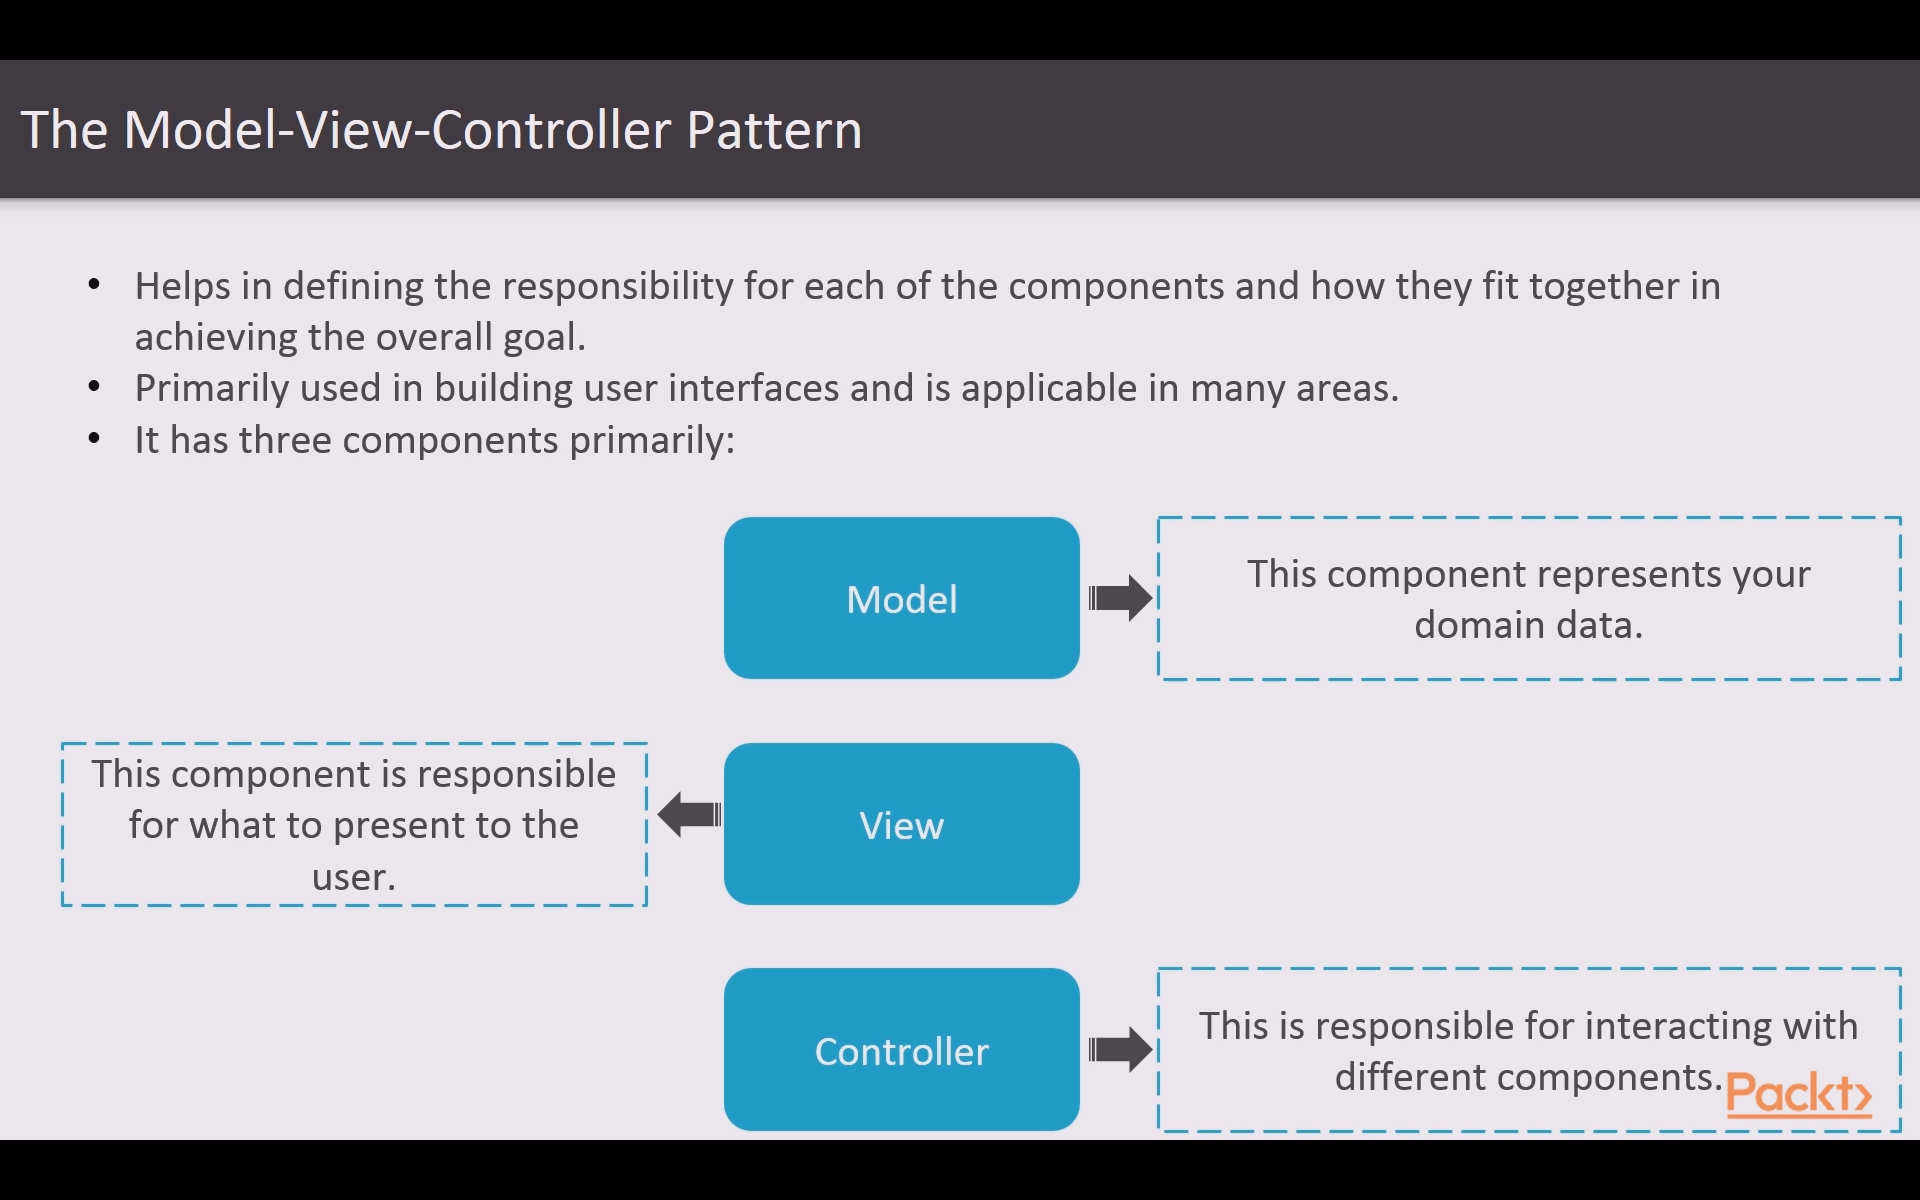 The Model-View-Controller Pattern
• Helps in defining the responsibility for each of the components and how they fit together in
achieving the overall goal.
• Primarily used in building user interfaces and is applicable in many areas.
• It has three components primarily:
Model
This component represents your
domain data.
This component is responsible
for what to present to the
user.
View
Controller
This is responsible for interacting with
different components.
Packt>